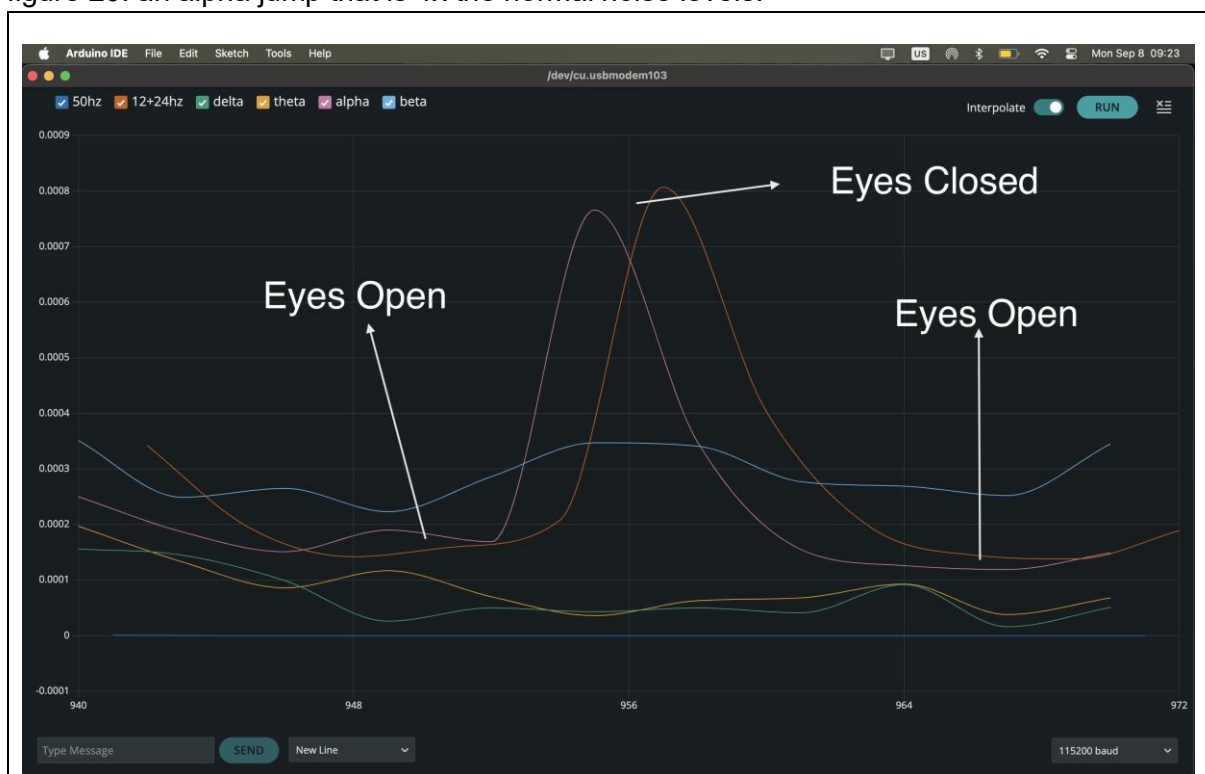 figure 20: an alpha jump that is 4x the normal noise levels.
Arduino IDE File Edit Sketch Tools Help US Mon Sep 8 09:23
/dev/cu.usbmodem103
50hz 12+24hz delta theta alpha beta Interpolate RUN
0.0009
0.0008
0.0007
0.0006
0.0005
0.0004
0.0003
0.0002
0.0001
0
-0.0001
Eyes Closed
Eyes Open
Eyes Open
940 948 956 964 972
Type Message SEND New Line 115200 baud